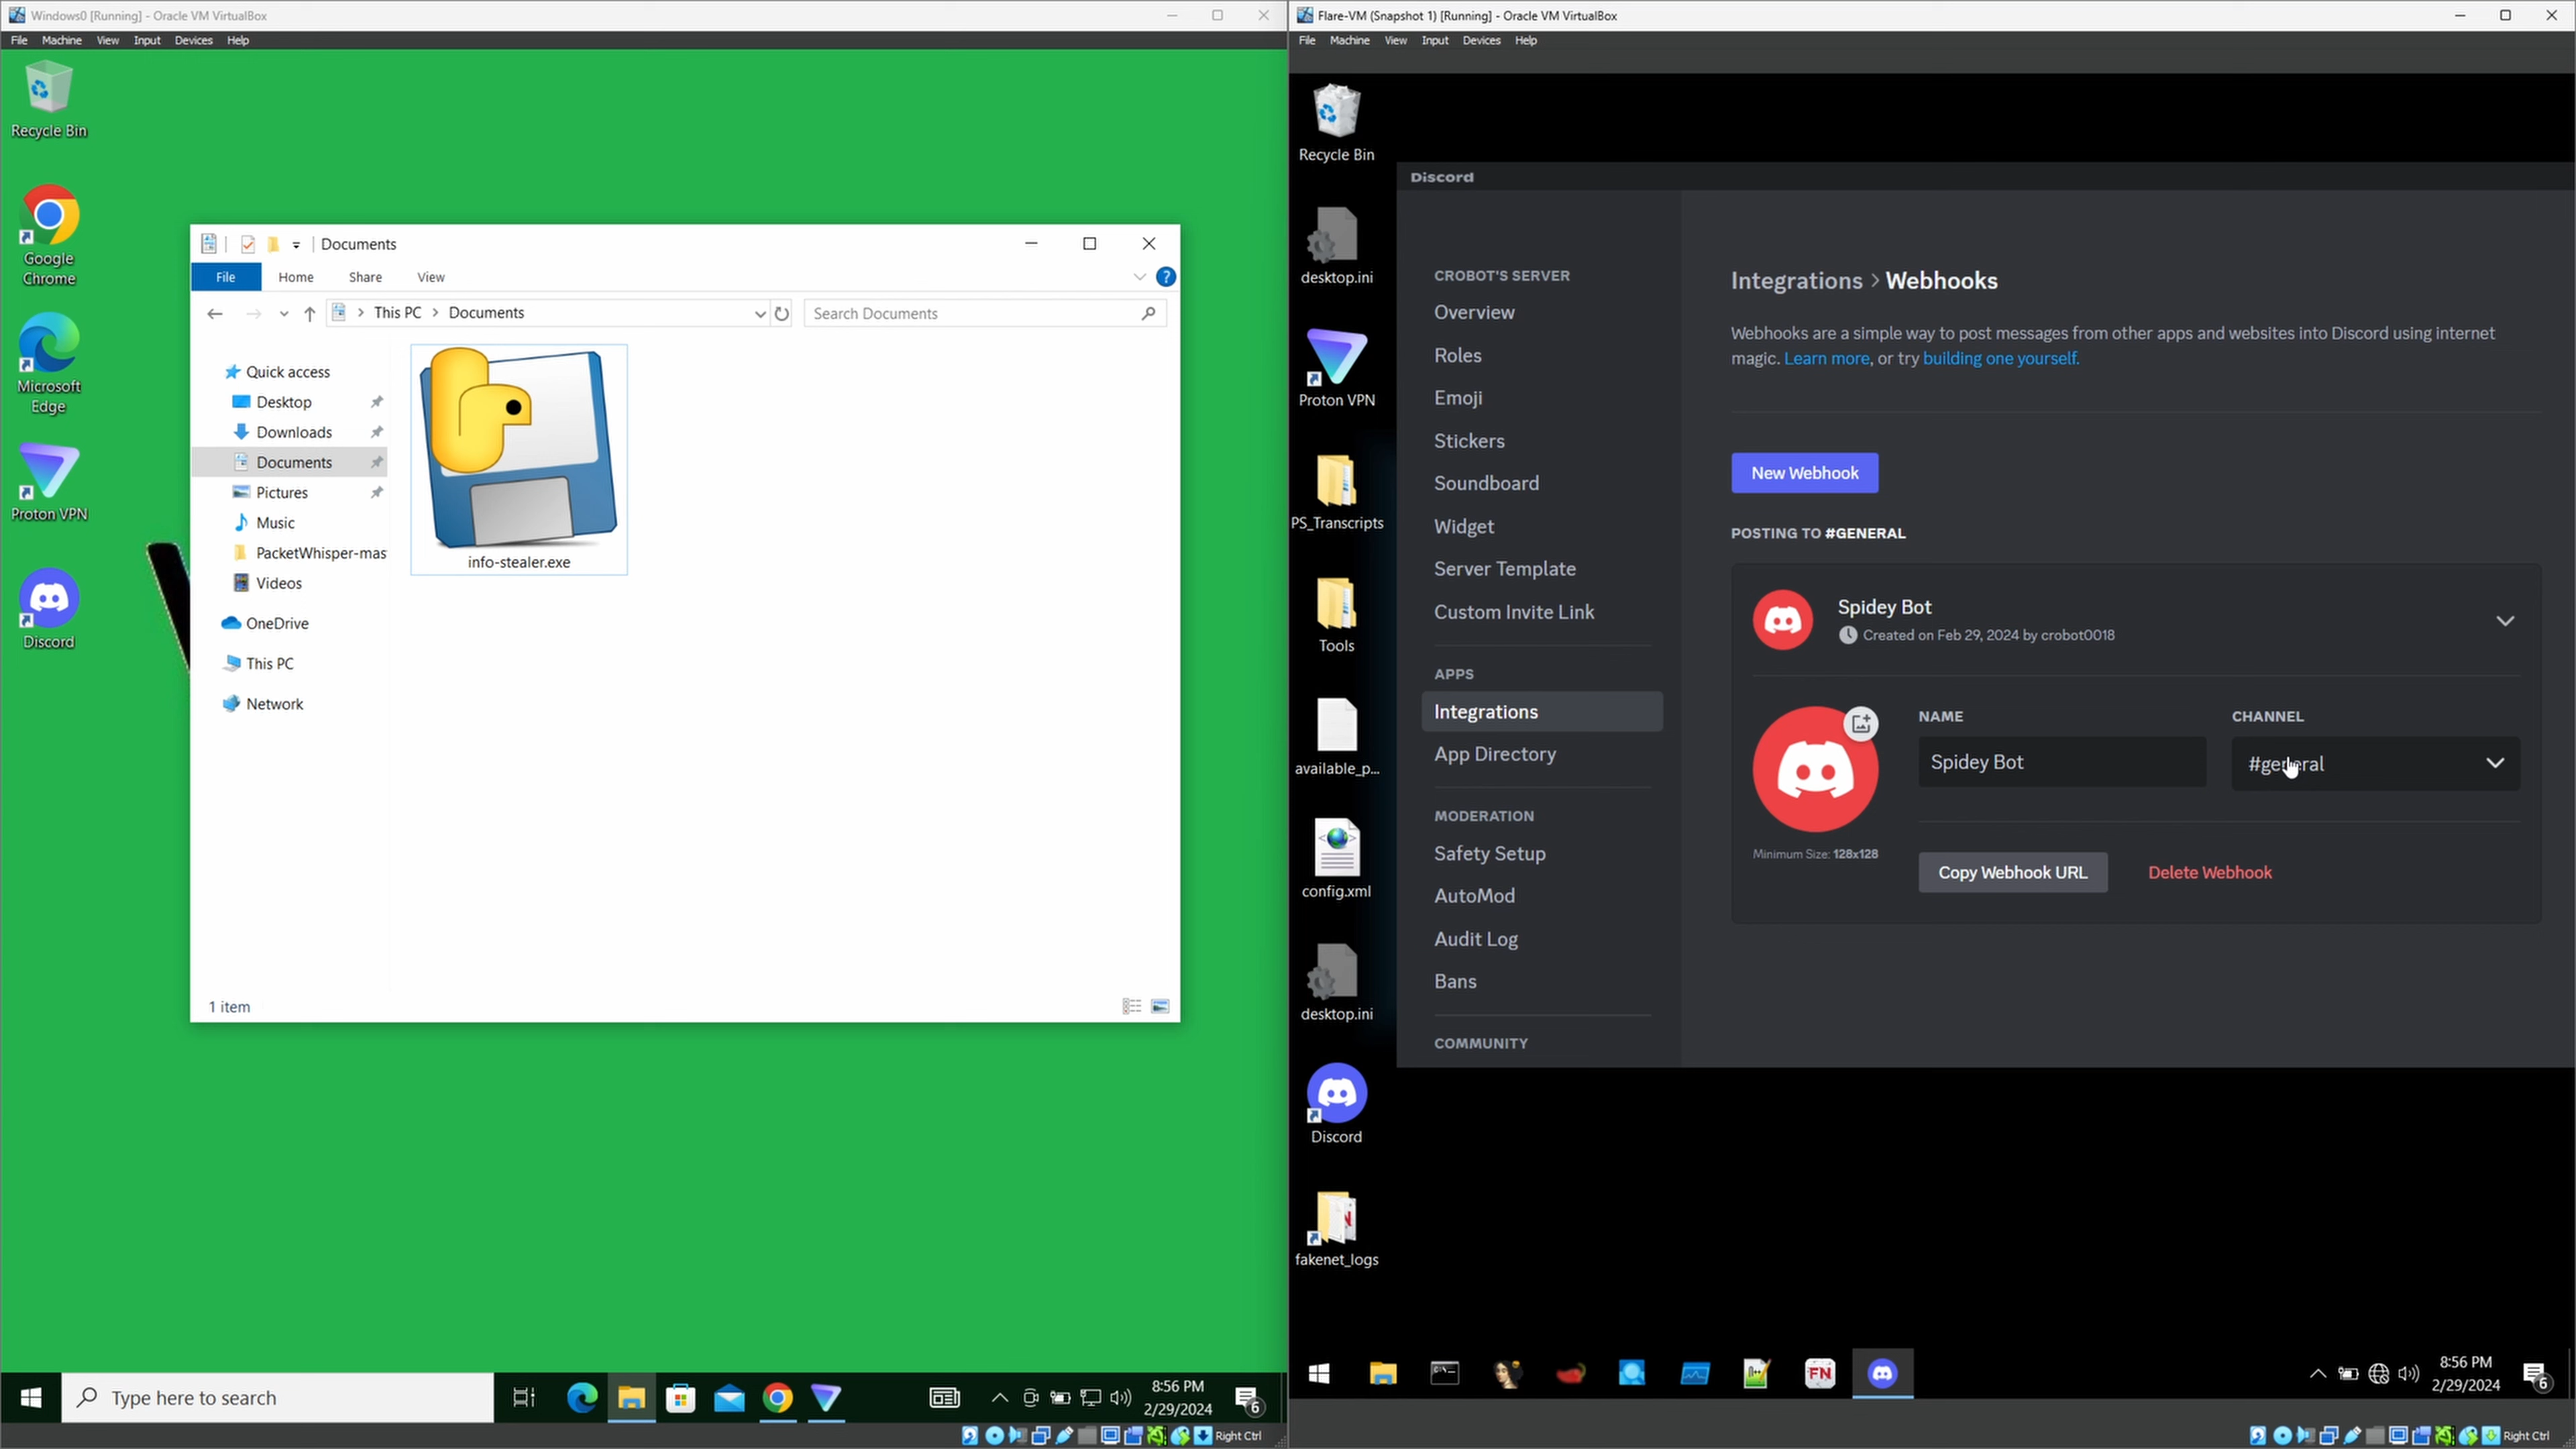 Windows0 [Running] - Oracle VM VirtualBox
File Machine View Input Devices Help
Recycle Bin
Google
Chrome
Microsoft
Edge
Proton VPN
Discord
Documents
File Home Share View
This PC > Documents
Search Documents
Quick access
Desktop
Downloads
Documents
Pictures
Music
PacketWhisper-mas
Videos
OneDrive
This PC
Network
info-stealer.exe
1 item
Type here to search
8:56 PM
2/29/2024
6
Right Ctrl
Flare-VM (Snapshot 1) [Running] - Oracle VM VirtualBox
File Machine View Input Devices Help
Recycle Bin
desktop.ini
Proton VPN
PS_Transcripts
Tools
available_p...
config.xml
desktop.ini
Discord
fakenet_logs
Discord
CROBOT'S SERVER
Overview
Roles
Emoji
Stickers
Soundboard
Widget
Server Template
Custom Invite Link
APPS
Integrations
App Directory
MODERATION
Safety Setup
AutoMod
Audit Log
Bans
COMMUNITY
Integrations > Webhooks
Webhooks are a simple way to post messages from other apps and websites into Discord using internet
magic. Learn more, or try building one yourself.
New Webhook
POSTING TO #GENERAL
Spidey Bot
Created on Feb 29, 2024 by crobot0018
NAME
CHANNEL
Spidey Bot
#general
Minimum Size: 128x128
Copy Webhook URL
Delete Webhook
FN
8:56 PM
2/29/2024
6
Right Ctrl